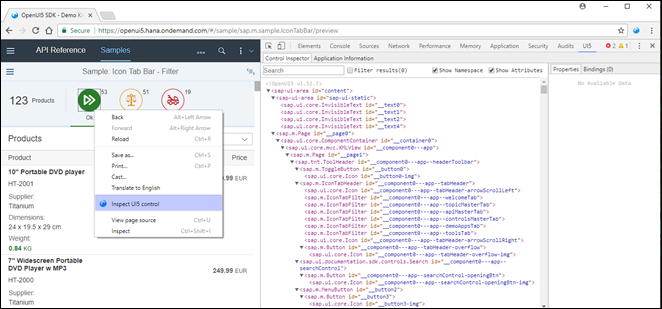 OpenUI5 SDK - Demo Ki
Secure
https://openui5.hana.ondemand.com/#/sample/sap.m.sample.IconTabBar/preview
API Reference Samples
Sample: Icon Tab Bar - Filter
123 Products
53 51 19
Ok
Products
Product Price
10" Portable DVD player
HT-2001
Supplier:
Titanium
Dimensions:
24 x 19.5 x 29 cm
Weight:
0.84 KG
.99 EUR
7" Widescreen Portable
DVD Player w MP3
HT-2000
249.99 EUR
Supplier:
Titanium
Back Alt+Left Arrow
Forward Alt+Right Arrow
Reload Ctrl+R
Save as... Ctrl+S
Print... Ctrl+P
Cast...
Translate to English
Inspect UI5 control
View page source Ctrl+U
Inspect Ctrl+Shift+I
Elements Console Sources Network Performance Memory Application Security Audits UI5
2 2
Control Inspector Application Information
Search
Filter results(0) Show Namespace Show Attributes
Properties Bindings (0)
No Available Data
<!OpenUI5 v1.52.7>
<sap-ui-area id="content">
<sap-ui-area id="sap-ui-static">
<sap.ui.core.InvisibleText id="__text0">
<sap.ui.core.InvisibleText id="__text1">
<sap.ui.core.InvisibleText id="__text2">
<sap.ui.core.InvisibleText id="__text4">
<sap.m.Page id="__page0">
<sap.ui.core.UIComponent id="__component0">
<sap.ui.core.mvc.XMLView id="__component0---app">
<sap.m.Page id="__page1">
<sap.tnt.ToolHeader id="__component0---app--headerToolbar">
<sap.m.ToggleButton id="__button0">
<sap.ui.core.Icon id="__button0-img">
<sap.m.IconTabHeader id="__component0---app--tabHeader">
<sap.ui.core.Icon id="__component0---app--tabHeader-arrowScrollLeft">
<sap.m.IconTabFilter id="__component0---app--welcomeTab">
<sap.m.IconTabFilter id="__component0---app--topicMasterTab">
<sap.m.IconTabFilter id="__component0---app--apiMasterTab">
<sap.m.IconTabFilter id="__component0---app--controlsMasterTab">
<sap.m.IconTabFilter id="__component0---app--demoAppsTab">
<sap.m.IconTabFilter id="__component0---app--toolsTab">
<sap.ui.core.Icon id="__component0---app--tabHeader-arrowScrollRight">
<sap.m.Button id="__component0---app--tabHeader-overflow">
<sap.ui.core.Icon id="__component0---app--tabHeader-overflow-img">
<sap.ui.documentation.sdk.controls.Search id="__component0---app--
searchControl">
<sap.m.Button id="__component0---app--searchControl-openingBtn">
<sap.ui.core.Icon id="__component0---app--searchControl-openingBtn-img">
<sap.m.MenuButton id="__button2">
<sap.m.Button id="__button3">
<sap.ui.core.Icon id="__button3-img">